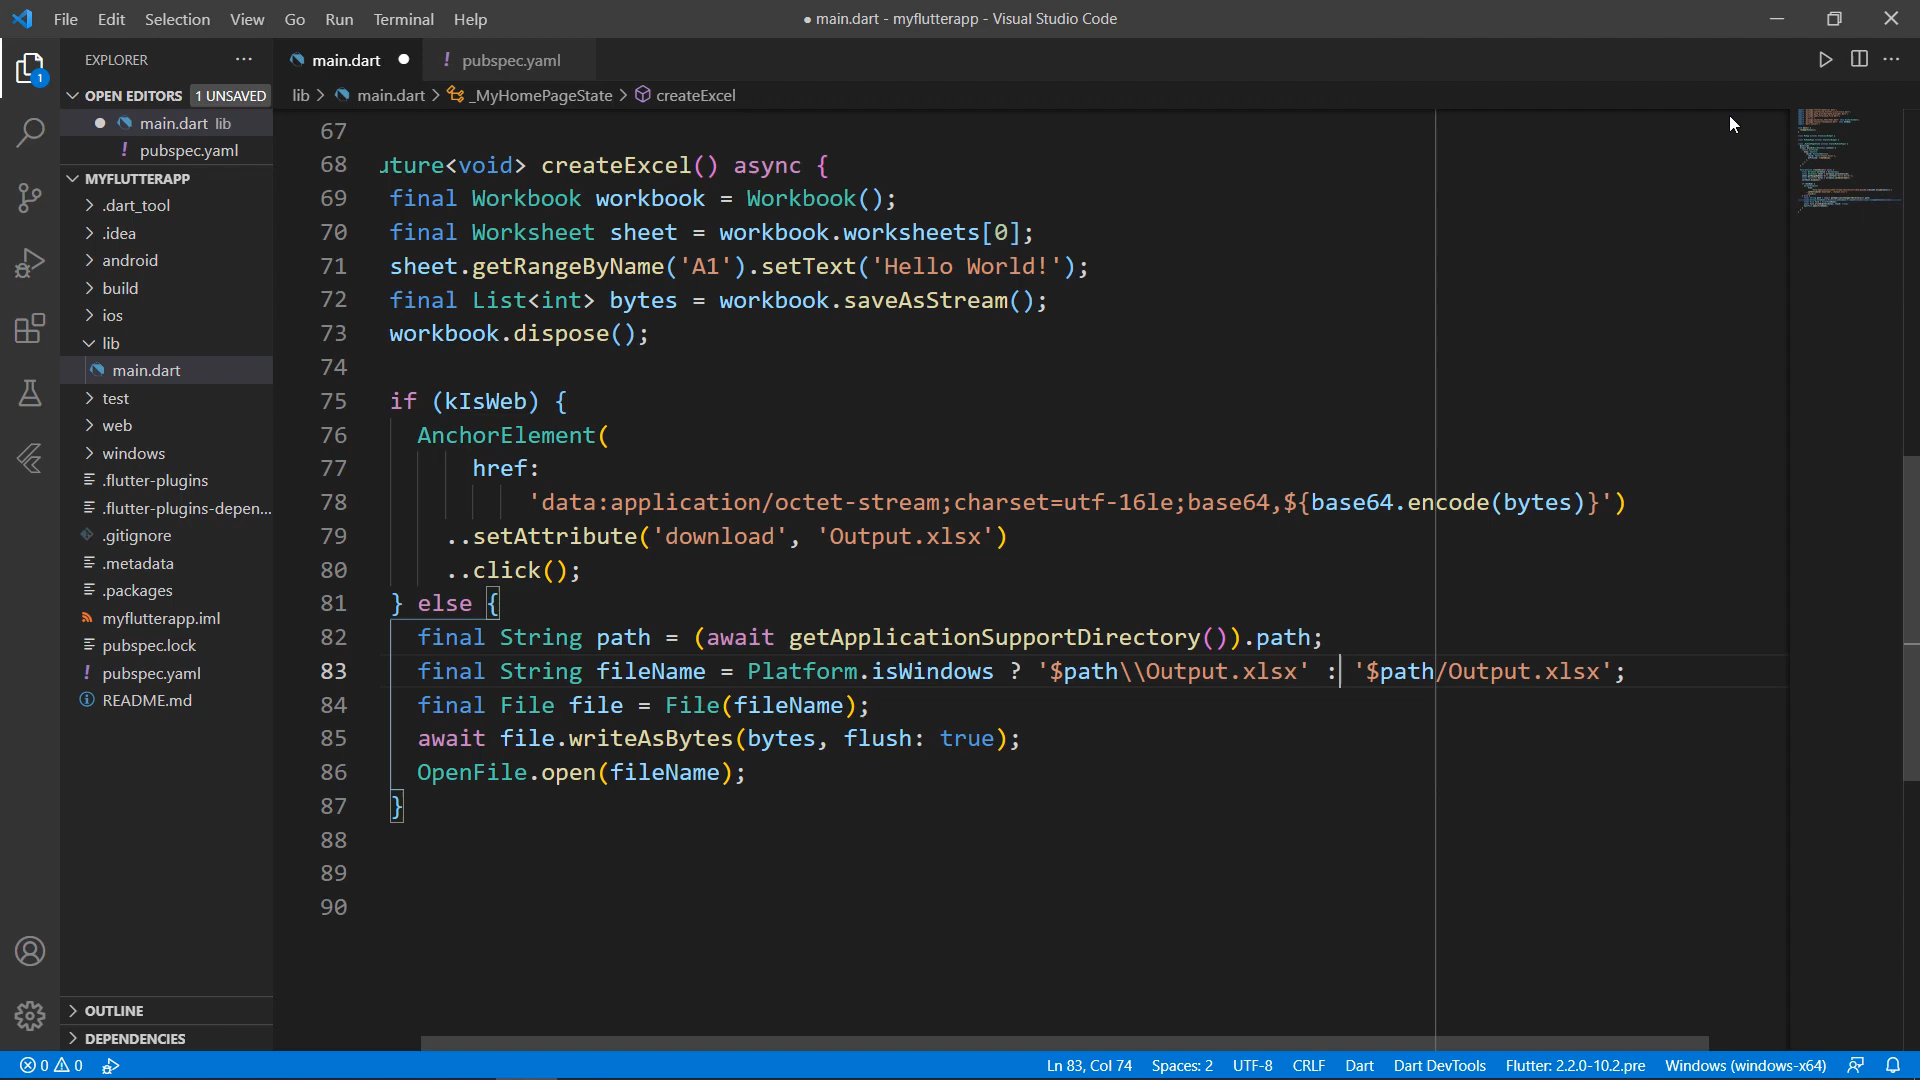 File Edit Selection View Go Run Terminal Help
● main.dart - myflutterapp - Visual Studio Code
EXPLORER
main.dart
! pubspec.yaml
OPEN EDITORS 1 UNSAVED
lib > main.dart > _MyHomePageState > createExcel
main.dart lib
! pubspec.yaml
MYFLUTTERAPP
.dart_tool
.idea
android
build
ios
lib
main.dart
test
web
windows
.flutter-plugins
.flutter-plugins-depen...
.gitignore
.metadata
.packages
myflutterapp.iml
pubspec.lock
! pubspec.yaml
README.md
OUTLINE
DEPENDENCIES
1
67
68 uture<void> createExcel() async {
69 final Workbook workbook = Workbook();
70 final Worksheet sheet = workbook.worksheets[0];
71 sheet.getRangeByName('A1').setText('Hello World!');
72 final List<int> bytes = workbook.saveAsStream();
73 workbook.dispose();
74
75 if (kIsWeb) {
76 AnchorElement(
77 href:
78 'data:application/octet-stream;charset=utf-16le;base64,${base64.encode(bytes)}')
79 ..setAttribute('download', 'Output.xlsx')
80 ..click();
81 } else {
82 final String path = (await getApplicationSupportDirectory()).path;
83 final String fileName = Platform.isWindows ? '$path\\Output.xlsx' : '$path/Output.xlsx';
84 final File file = File(fileName);
85 await file.writeAsBytes(bytes, flush: true);
86 OpenFile.open(fileName);
87 }
88
89
90
0 0
Ln 83, Col 74 Spaces: 2 UTF-8 CRLF Dart Dart DevTools Flutter: 2.2.0-10.2.pre Windows (windows-x64)